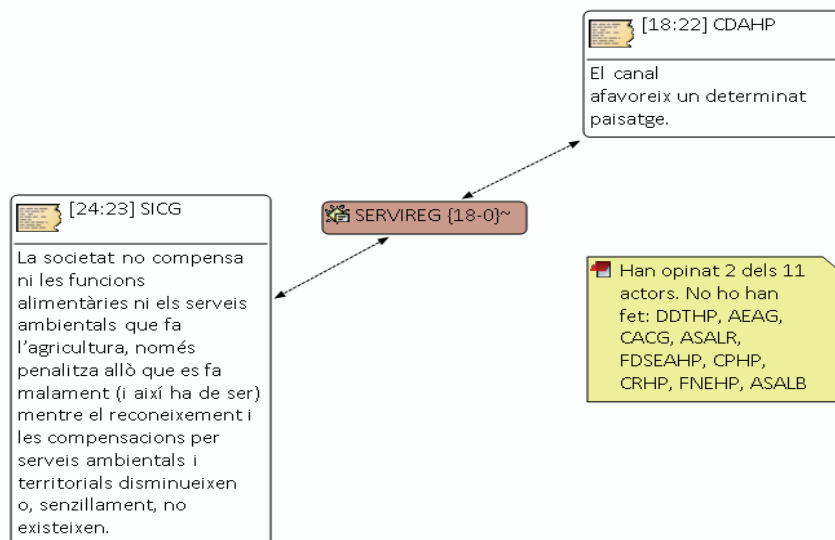 [18:22] CDAHP
El canal
afavoreix un determinat
paisatge.
SERVIREG {18-0}~
[24:23] SICG
La societat no compensa
ni les funcions
alimentàries ni els serveis
ambientals que fa
l'agricultura, només
penalitza allò que es fa
malament (i així ha de ser)
mentre el reconeixement i
les compensacions per
serveis ambientals i
territorials disminueixen
o, senzillament, no
existeixen.
Han opinat 2 dels 11
actors. No ho han
fet: DDTHP, AEAG,
CACG, ASALR,
FDSEAHP, CPHP,
CRHP, FNEHP, ASALB